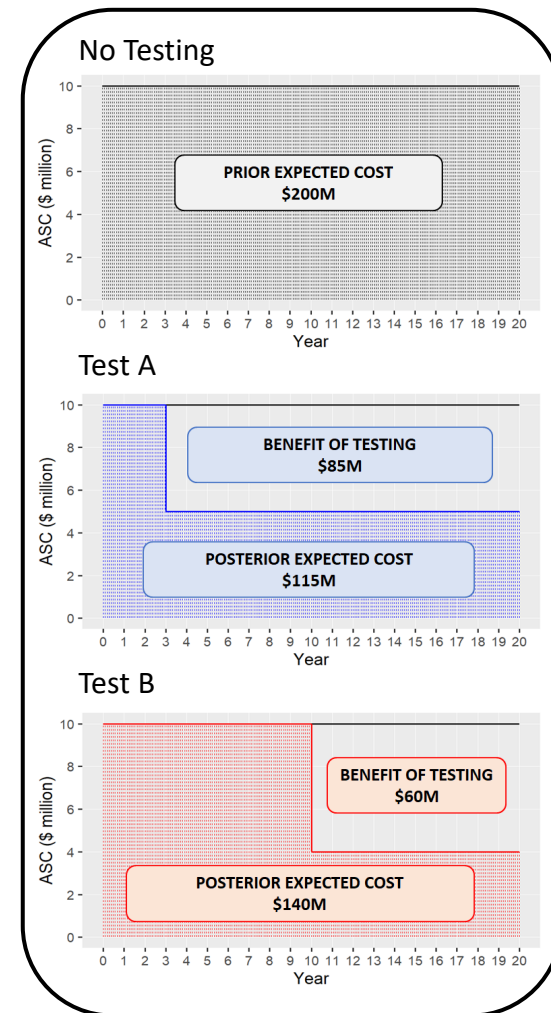 No Testing
10
8
6
4
2
0
ASC ($ million)
PRIOR EXPECTED COST
$200M
0 1 2 3 4 5 6 7 8 9 10 11 12 13 14 15 16 17 18 19 20
Year
Test A
10
8
6
4
2
0
ASC ($ million)
BENEFIT OF TESTING
$85M
POSTERIOR EXPECTED COST
$115M
0 1 2 3 4 5 6 7 8 9 10 11 12 13 14 15 16 17 18 19 20
Year
Test B
10
8
6
4
2
0
ASC ($ million)
BENEFIT OF TESTING
$60M
POSTERIOR EXPECTED COST
$140M
0 1 2 3 4 5 6 7 8 9 10 11 12 13 14 15 16 17 18 19 20
Year